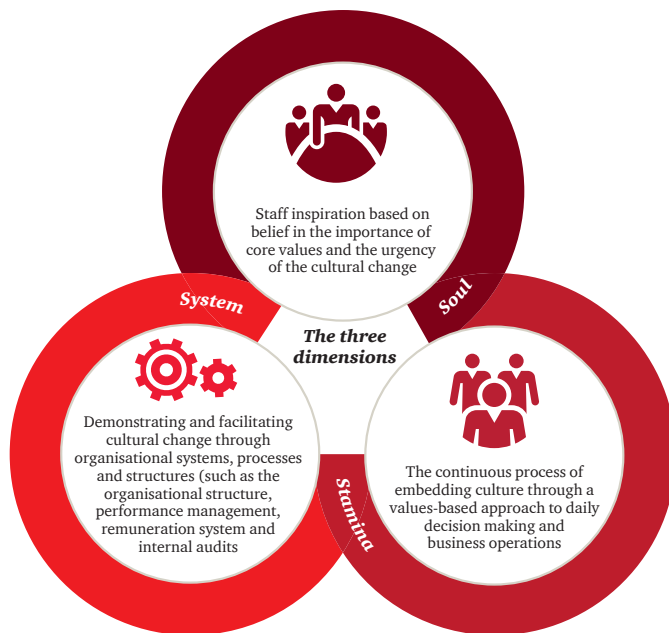 Staff inspiration based on
belief in the importance of
core values and the urgency
of the cultural change
System
Soul
The three
dimensions
Demonstrating and facilitating
cultural change through
organisational systems, processes
and structures (such as the
organisational structure,
performance management,
remuneration system and
internal audits
Stamina
The continuous process of
embedding culture through a
values-based approach to daily
decision making and
business operations